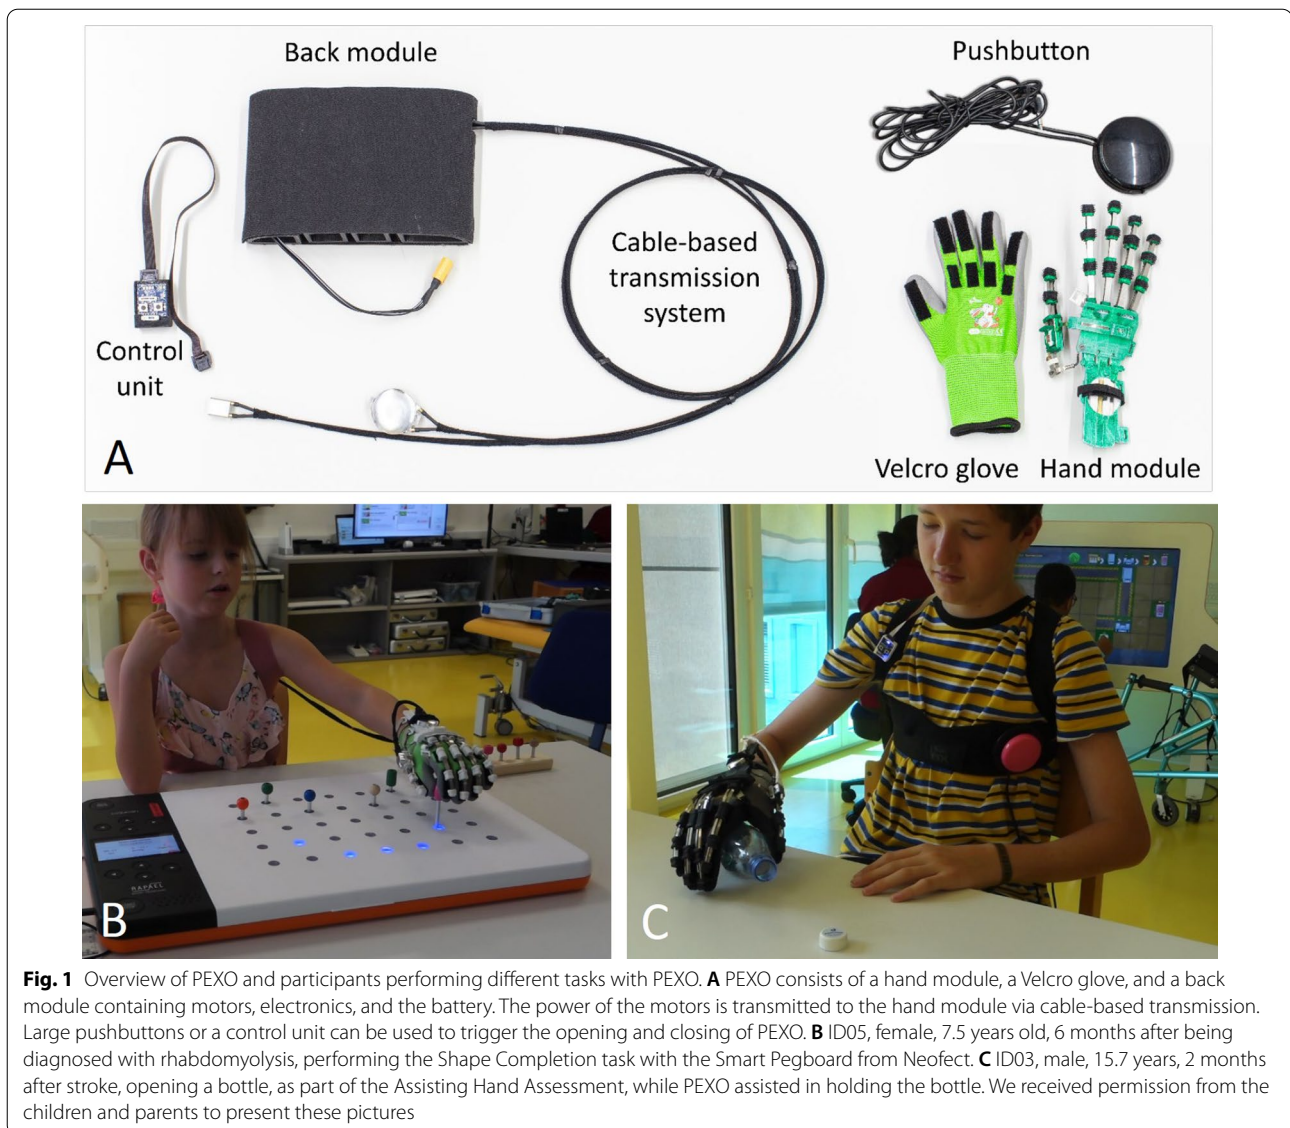 Back module
Pushbutton
Cable-based
transmission
system
Control
unit
A
Velcro glove
Hand module
RAPAEL
B
C
Fig. 1 Overview of PEXO and participants performing different tasks with PEXO. A PEXO consists of a hand module, a Velcro glove, and a back
module containing motors, electronics, and the battery. The power of the motors is transmitted to the hand module via cable-based transmission.
Large pushbuttons or a control unit can be used to trigger the opening and closing of PEXO. B ID05, female, 7.5 years old, 6 months after being
diagnosed with rhabdomyolysis, performing the Shape Completion task with the Smart Pegboard from Neofect. C ID03, male, 15.7 years, 2 months
after stroke, opening a bottle, as part of the Assisting Hand Assessment, while PEXO assisted in holding the bottle. We received permission from the
children and parents to present these pictures